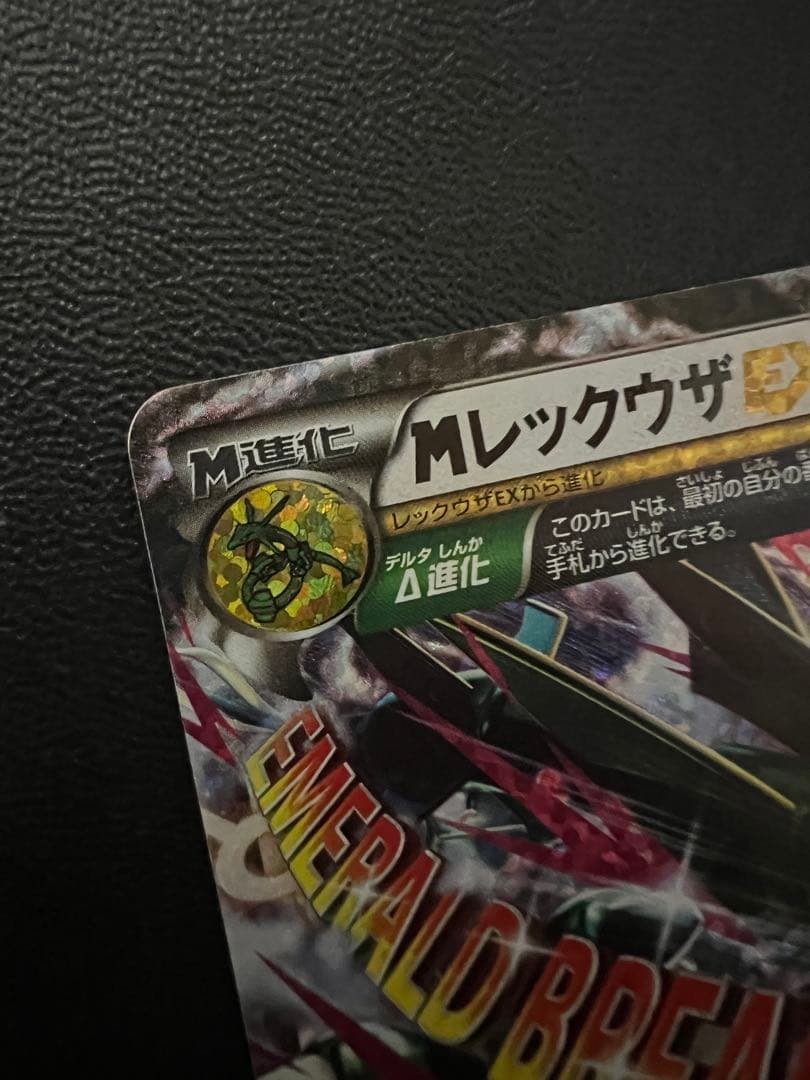 M進化
MレックウザE
レックウザEXから進化
デルタ しんか
Δ進化
さいしょ じぶん
このカードは、最初の自分の
てふだ しんか
手札から進化できる。
EMERALD BREA